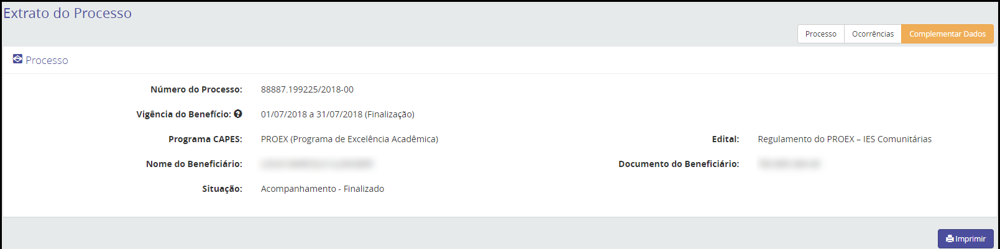 Extrato do Processo
Processo Ocorrências Complementar Dados
Processo
Número do Processo: 88887.199225/2018-00
Vigência do Benefício: 01/07/2018 a 31/07/2018 (Finalização)
Programa CAPES: PROEX (Programa de Excelência Acadêmica) Edital: Regulamento do PROEX – IES Comunitárias
Nome do Beneficiário: Documento do Beneficiário:
Situação: Acompanhamento - Finalizado
Imprimir